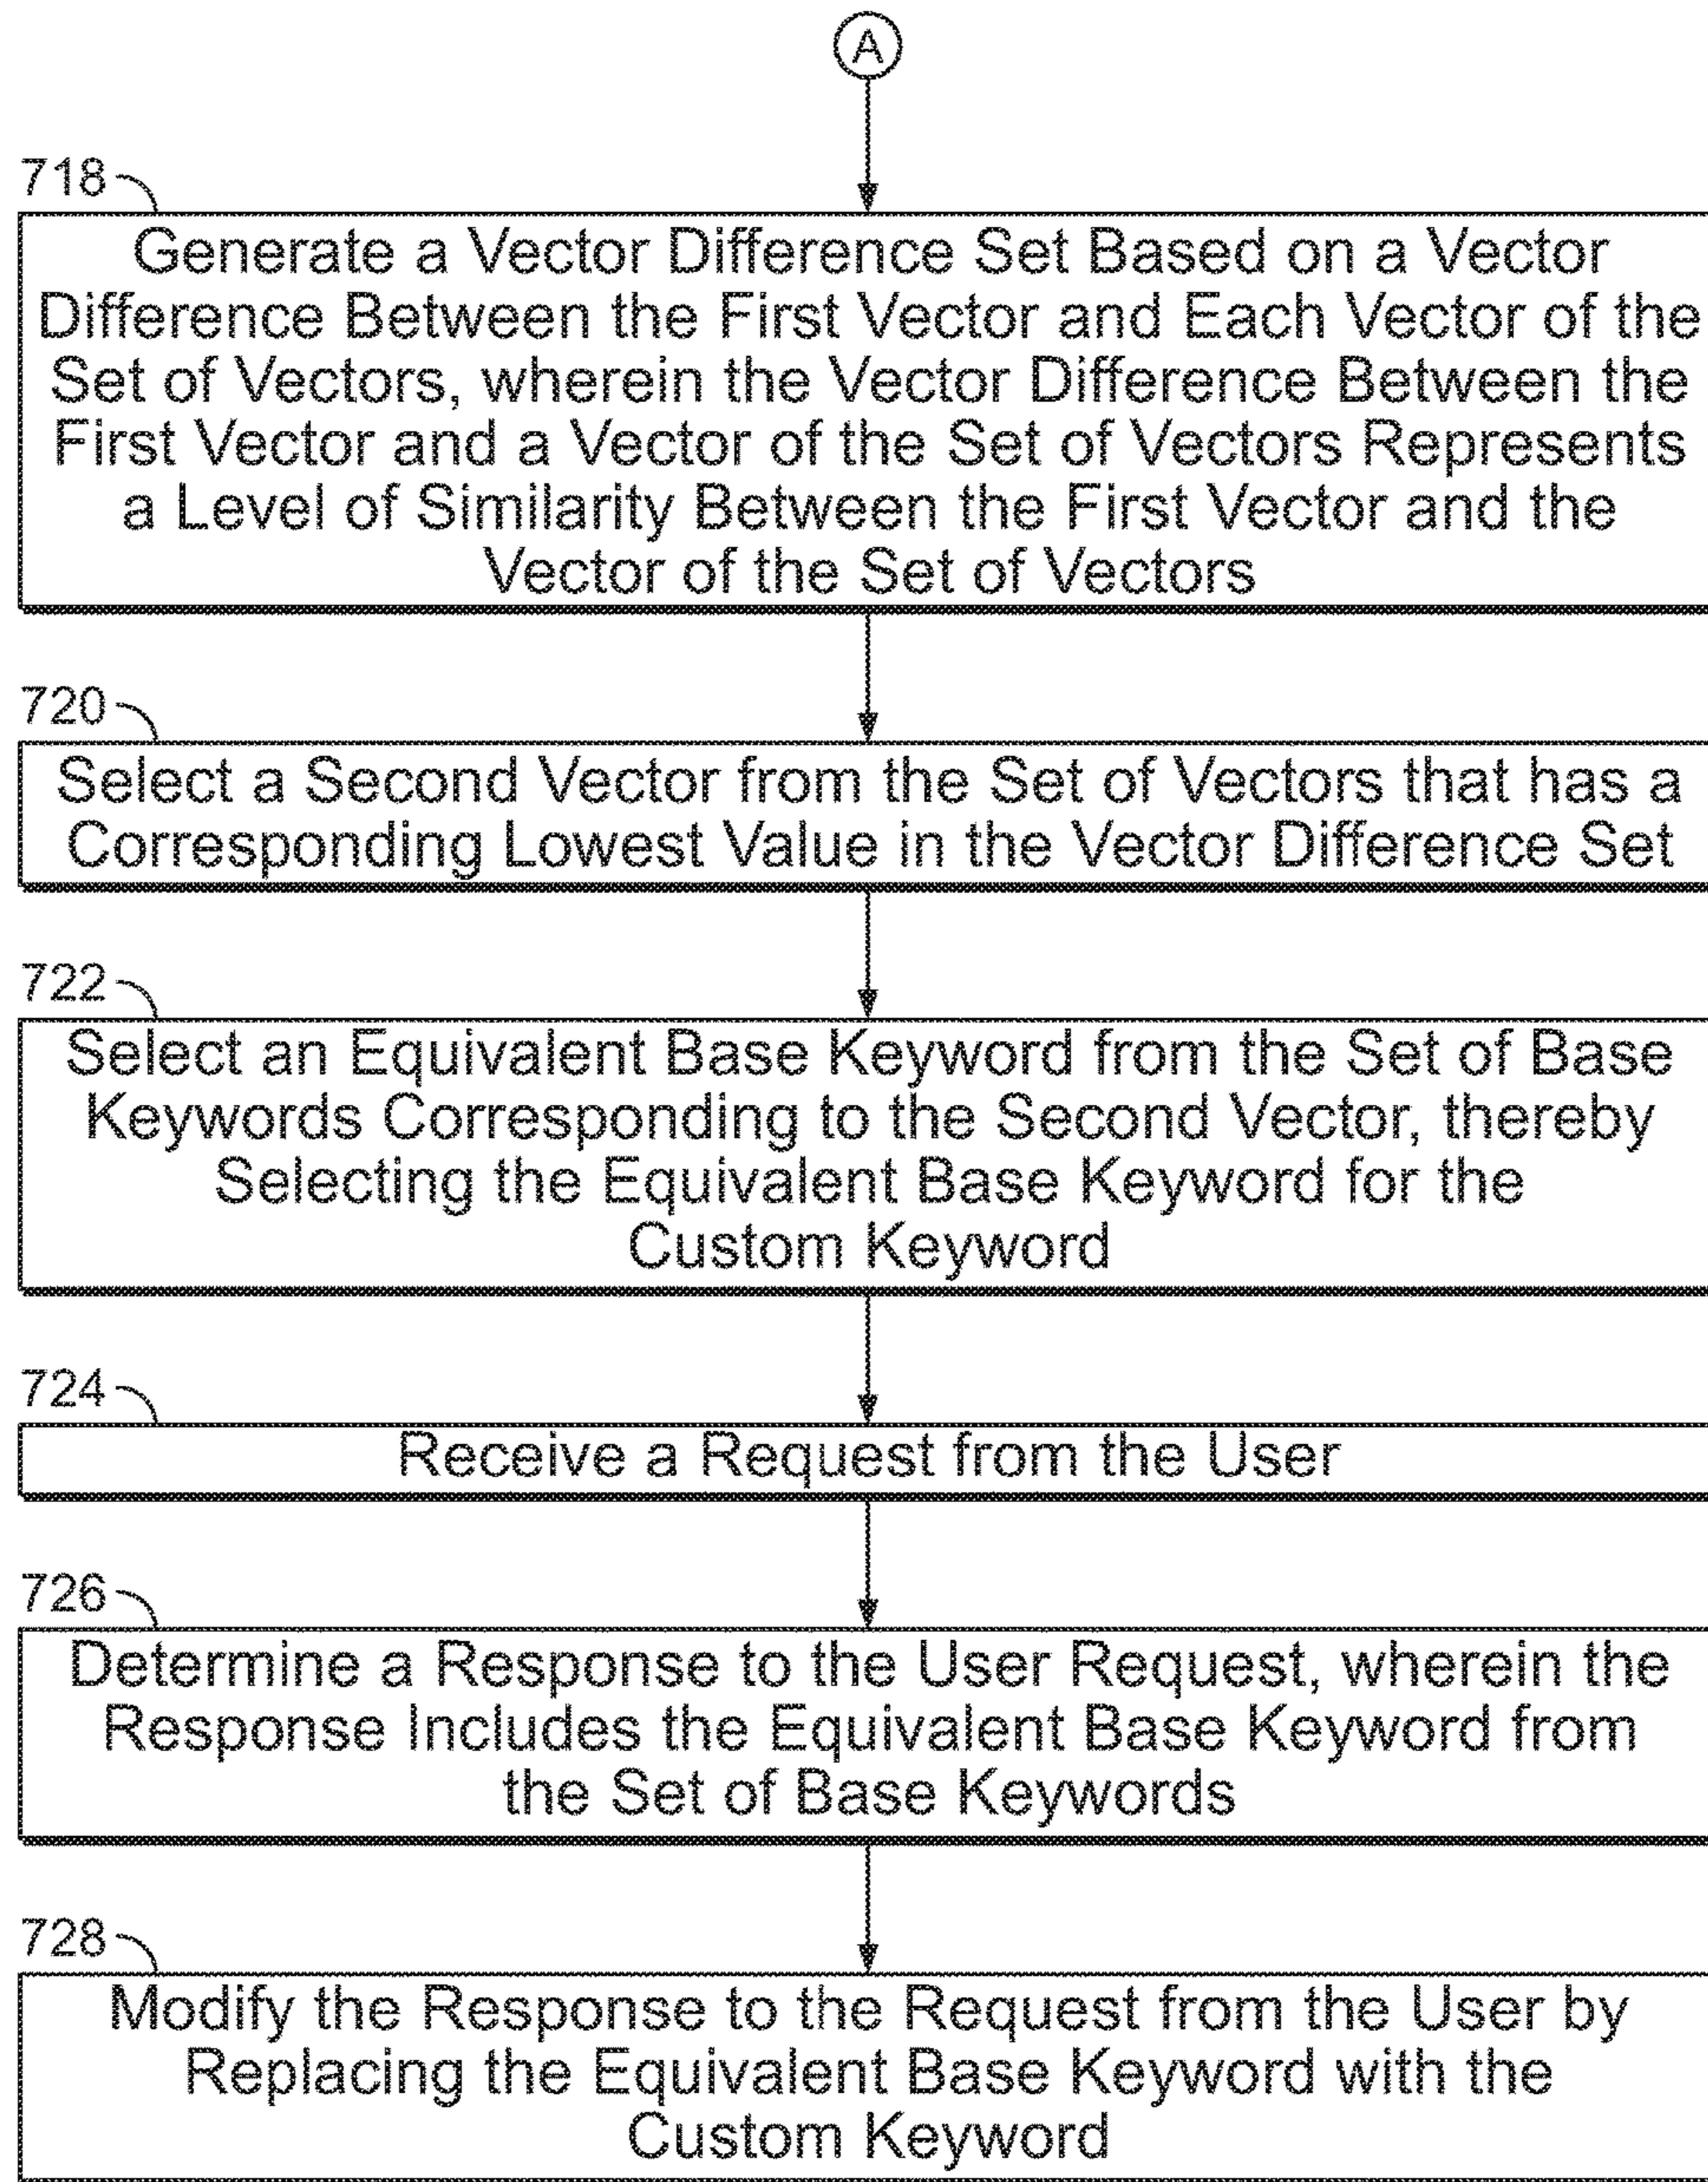 A
718
Generate a Vector Difference Set Based on a Vector
Difference Between the First Vector and Each Vector of the
Set of Vectors, wherein the Vector Difference Between the
First Vector and a Vector of the Set of Vectors Represents
a Level of Similarity Between the First Vector and the
Vector of the Set of Vectors
720
Select a Second Vector from the Set of Vectors that has a
Corresponding Lowest Value in the Vector Difference Set
722
Select an Equivalent Base Keyword from the Set of Base
Keywords Corresponding to the Second Vector, thereby
Selecting the Equivalent Base Keyword for the
Custom Keyword
724
Receive a Request from the User
726
Determine a Response to the User Request, wherein the
Response Includes the Equivalent Base Keyword from
the Set of Base Keywords
728
Modify the Response to the Request from the User by
Replacing the Equivalent Base Keyword with the
Custom Keyword